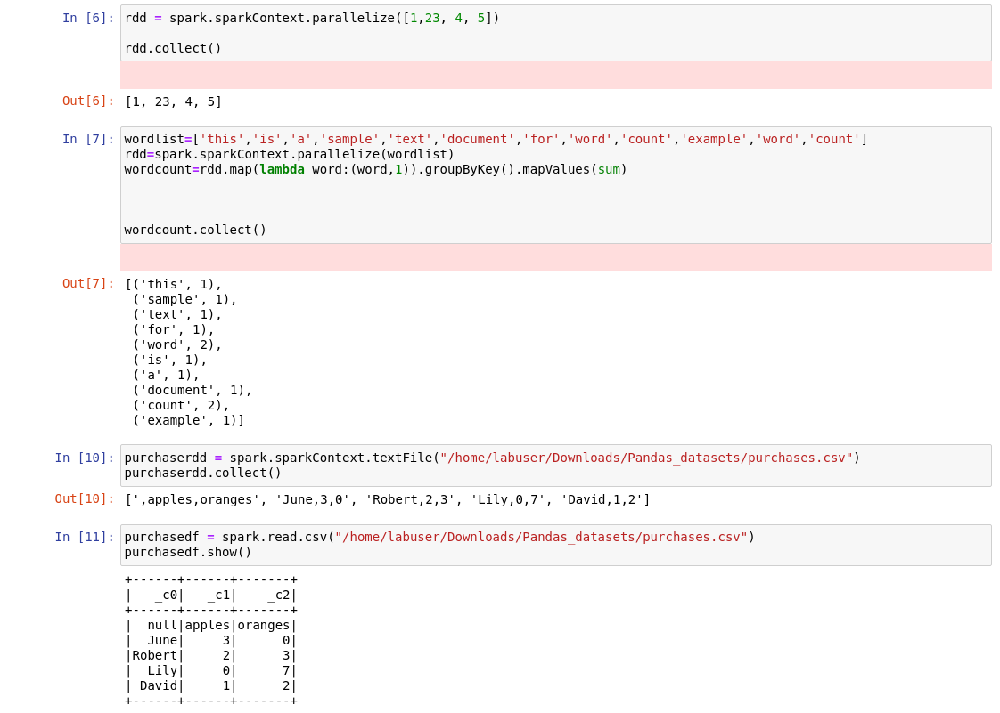 In [6]: rdd = spark.sparkContext.parallelize([1,23, 4, 5])
rdd.collect()
Out[6]: [1, 23, 4, 5]
In [7]: wordlist=['this','is','a','sample','text','document','for','word','count','example','word','count']
rdd=spark.sparkContext.parallelize(wordlist)
wordcount=rdd.map(lambda word:(word,1)).groupByKey().mapValues(sum)
wordcount.collect()
Out[7]: [('this', 1),
('sample', 1),
('text', 1),
('for', 1),
('word', 2),
('is', 1),
('a', 1),
('document', 1),
('count', 2),
('example', 1)]
In [10]: purchaserdd = spark.sparkContext.textFile("/home/labuser/Downloads/Pandas_datasets/purchases.csv")
purchaserdd.collect()
Out[10]: [',apples,oranges', 'June,3,0', 'Robert,2,3', 'Lily,0,7', 'David,1,2']
In [11]: purchasedf = spark.read.csv("/home/labuser/Downloads/Pandas_datasets/purchases.csv")
purchasedf.show()
+------+------+-------+
|   _c0|   _c1|    _c2|
+------+------+-------+
|  null|apples|oranges|
|  June|     3|      0|
|Robert|     2|      3|
|  Lily|     0|      7|
| David|     1|      2|
+------+------+-------+